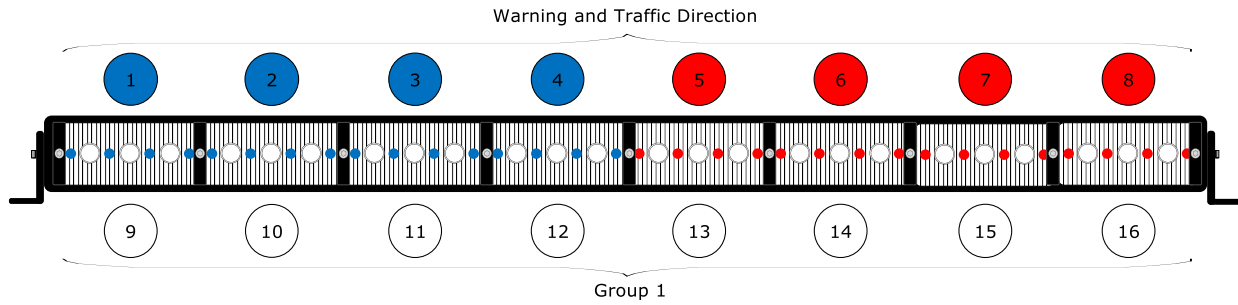 Warning and Traffic Direction
1 2 3 4 5 6 7 8
9 10 11 12 13 14 15 16
Group 1